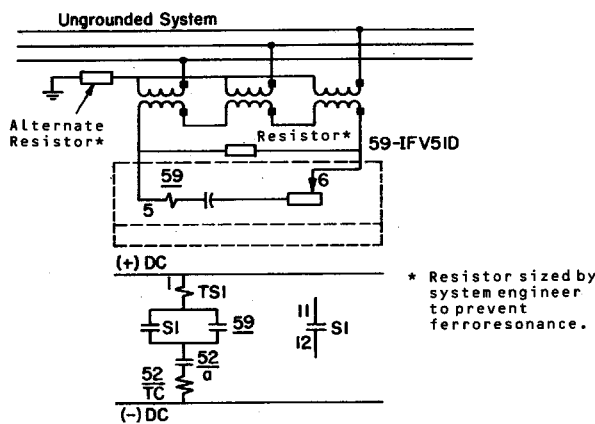 Ungrounded System
Alternate
Resistor*
Resistor*
59-IFV51D
59
6
5
(+) DC
1
TS1
S1
59
11
S1
12
52
a
52
TC
(-) DC
* Resistor sized by
system engineer
to prevent
ferroresonance.